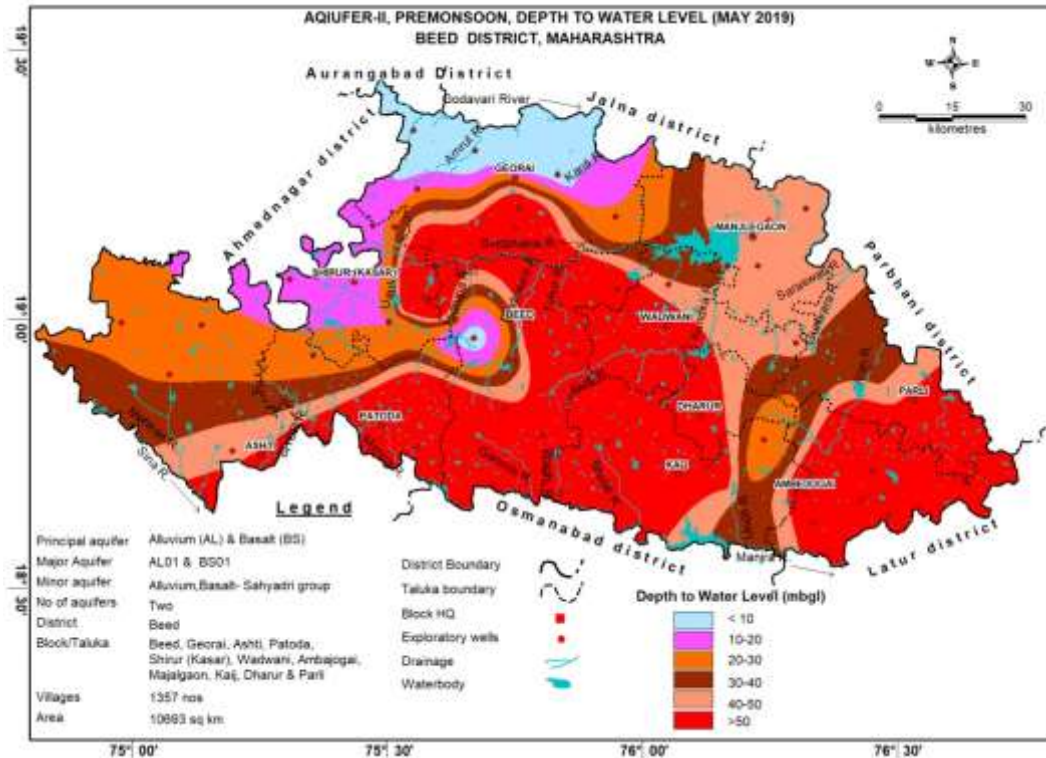 AQIUFER-II, PREMONSOON, DEPTH TO WATER LEVEL (MAY 2019)
BEED DISTRICT, MAHARASHTRA
19° 30'
N
W E
S
0 15 30
kilometres
Aurangabad District
Godavari River
Jalna district
Ahmednagar district
Amrut R.
GEORAI
MANJLEGAON
SHIRUR (KASAR)
Parbhani district
19° 00'
BEED
WADWANI
DHARUR
PARLI
PATODA
ASHTI
KAIJ
AMBEJOGAI
Sina R.
Osmanabad district
Manjra R.
Latur district
18° 30'
Legend
Principal aquifer Alluvium (AL) & Basalt (BS)
Major Aquifer AL01 & BS01
Minor aquifer Alluvium,Basalt- Sahyadri group
No of aquifers Two
District Beed
Block/Taluka Beed, Georai, Ashti, Patoda,
Shirur (Kasar), Wadwani, Ambajogai,
Majalgaon, Kaij, Dharur & Parli
Villages 1357 nos
Area 10693 sq km
District Boundary
Taluka boundary
Block HQ
Exploratory wells
Drainage
Waterbody
Depth to Water Level (mbgl)
< 10
10-20
20-30
30-40
40-50
>50
75° 00' 75° 30' 76° 00' 76° 30'